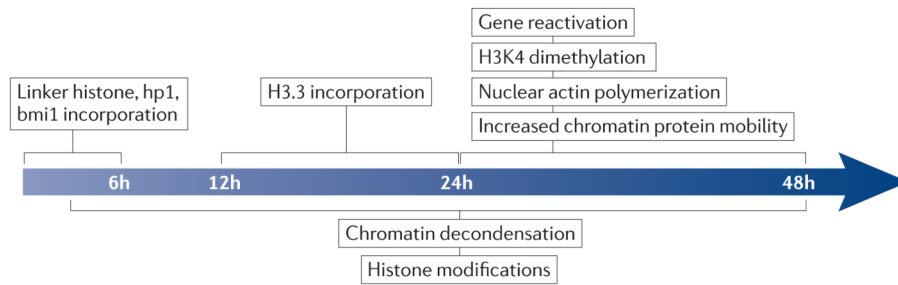 Gene reactivation
H3K4 dimethylation
Nuclear actin polymerization
Increased chromatin protein mobility
Linker histone, hp1,
bmi1 incorporation
H3.3 incorporation
6h 12h 24h 48h
Chromatin decondensation
Histone modifications